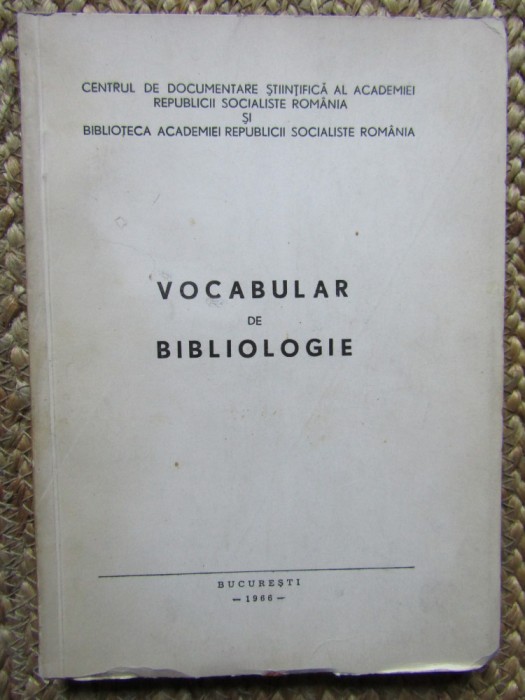 CENTRUL DE DOCUMENTARE ŞTIINŢIFICĂ AL ACADEMIEI
REPUBLICII SOCIALISTE ROMÂNIA
ŞI
BIBLIOTECA ACADEMIEI REPUBLICII SOCIALISTE ROMÂNIA
VOCABULAR
DE
BIBLIOLOGIE
BUCUREŞTI
— 1966 —